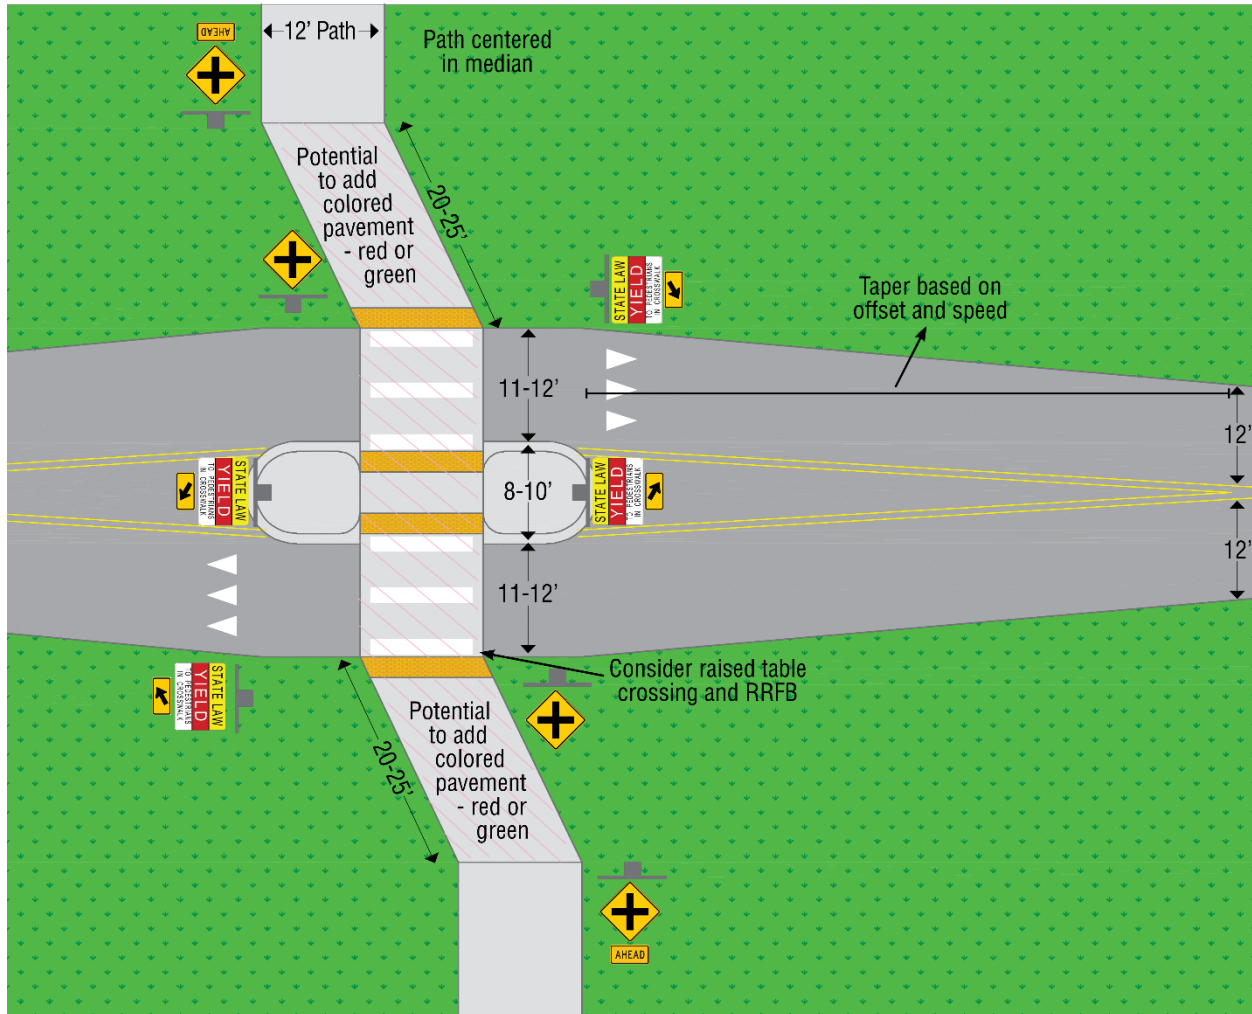 AHEAD
12' Path
Path centered
in median
Potential
to add
colored
pavement
- red or
green
20-25'
STATE LAW
YIELD
TO PEDESTRIANS
IN CROSSWALK
Taper based on
offset and speed
11-12'
12'
STATE LAW
YIELD
TO PEDESTRIANS
IN CROSSWALK
8-10'
STATE LAW
YIELD
TO PEDESTRIANS
IN CROSSWALK
11-12'
12'
STATE LAW
YIELD
TO PEDESTRIANS
IN CROSSWALK
Consider raised table
crossing and RRFB
20-25'
Potential
to add
colored
pavement
- red or
green
AHEAD